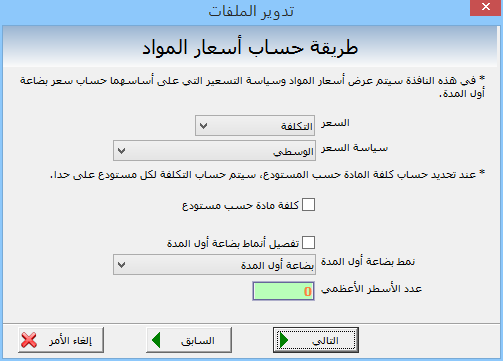 تدوير الملفات
طريقة حساب أسعار المواد
* في هذه النافذة سيتم عرض أسعار المواد وسياسة التسعير التي على أساسهما حساب سعر بضاعة
أول المدة.
السعر التكلفة
سياسة السعر الوسطي
* عند تحديد حساب كلفة المادة حسب المستودع، سيتم حساب التكلفة لكل مستودع على حدا.
كلفة مادة حسب مستودع
تفصيل أنماط بضاعة أول المدة
نمط بضاعة أول المدة بضاعة أول المدة
عدد الأسطر الأعظمي 0
التالي السابق إلغاء الأمر